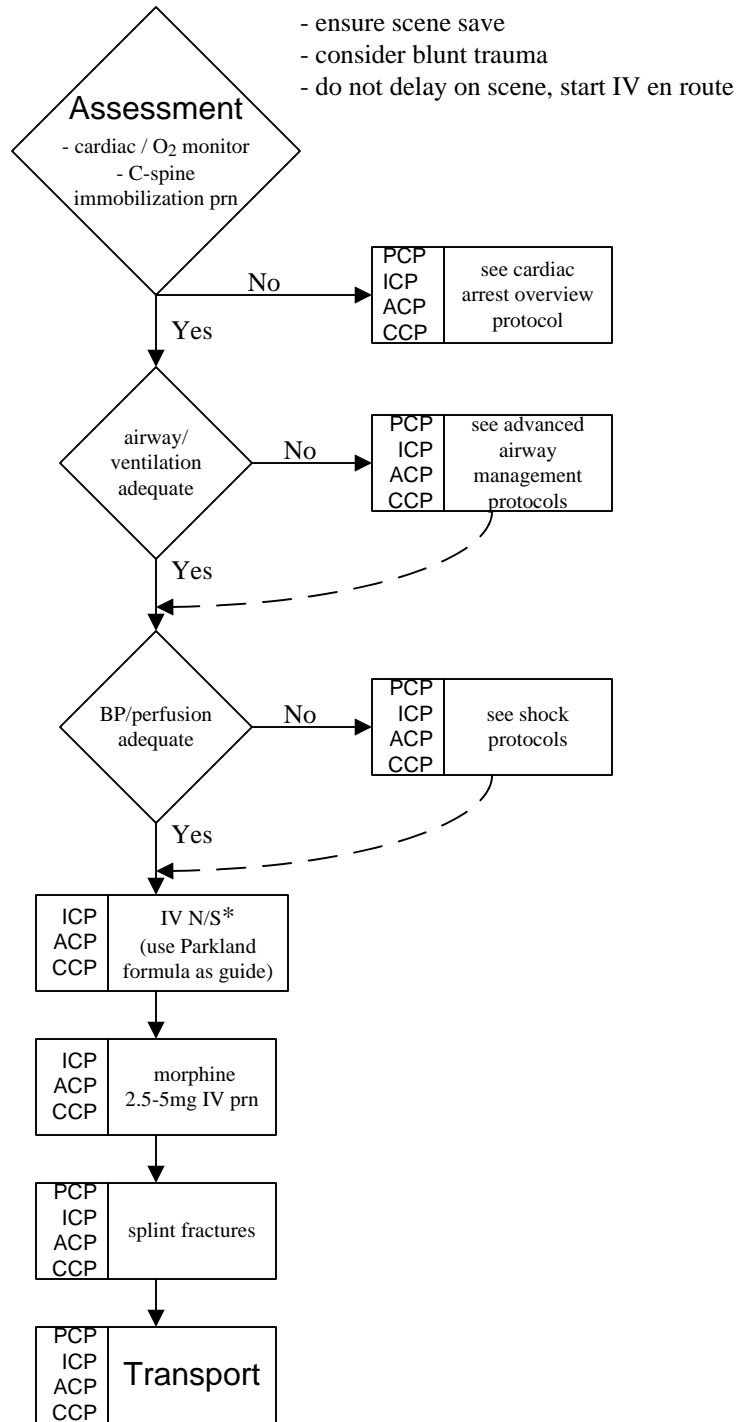 - ensure scene save
- consider blunt trauma
- do not delay on scene, start IV en route
Assessment
- cardiac / O2 monitor
- C-spine
immobilization prn
No
PCP
ICP
ACP
CCP
see cardiac
arrest overview
protocol
Yes
airway/
ventilation
adequate
No
PCP
ICP
ACP
CCP
see advanced
airway
management
protocols
Yes
BP/perfusion
adequate
No
PCP
ICP
ACP
CCP
see shock
protocols
Yes
ICP
ACP
CCP
IV N/S*
(use Parkland
formula as guide)
ICP
ACP
CCP
morphine
2.5-5mg IV prn
PCP
ICP
ACP
CCP
splint fractures
PCP
ICP
ACP
CCP
Transport